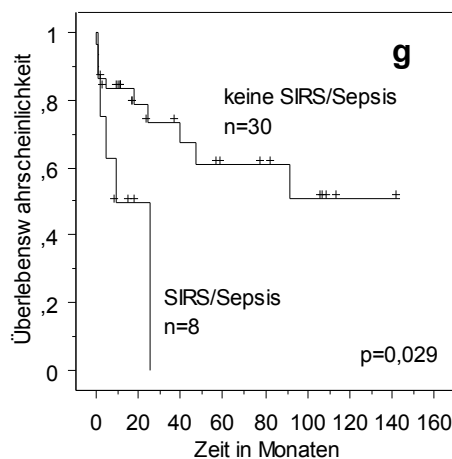 g
Überlebensw ahrscheinlichkeit
1
,8
,6
,4
,2
0
keine SIRS/Sepsis
n=30
SIRS/Sepsis
n=8
p=0,029
0 20 40 60 80 100 120 140 160
Zeit in Monaten